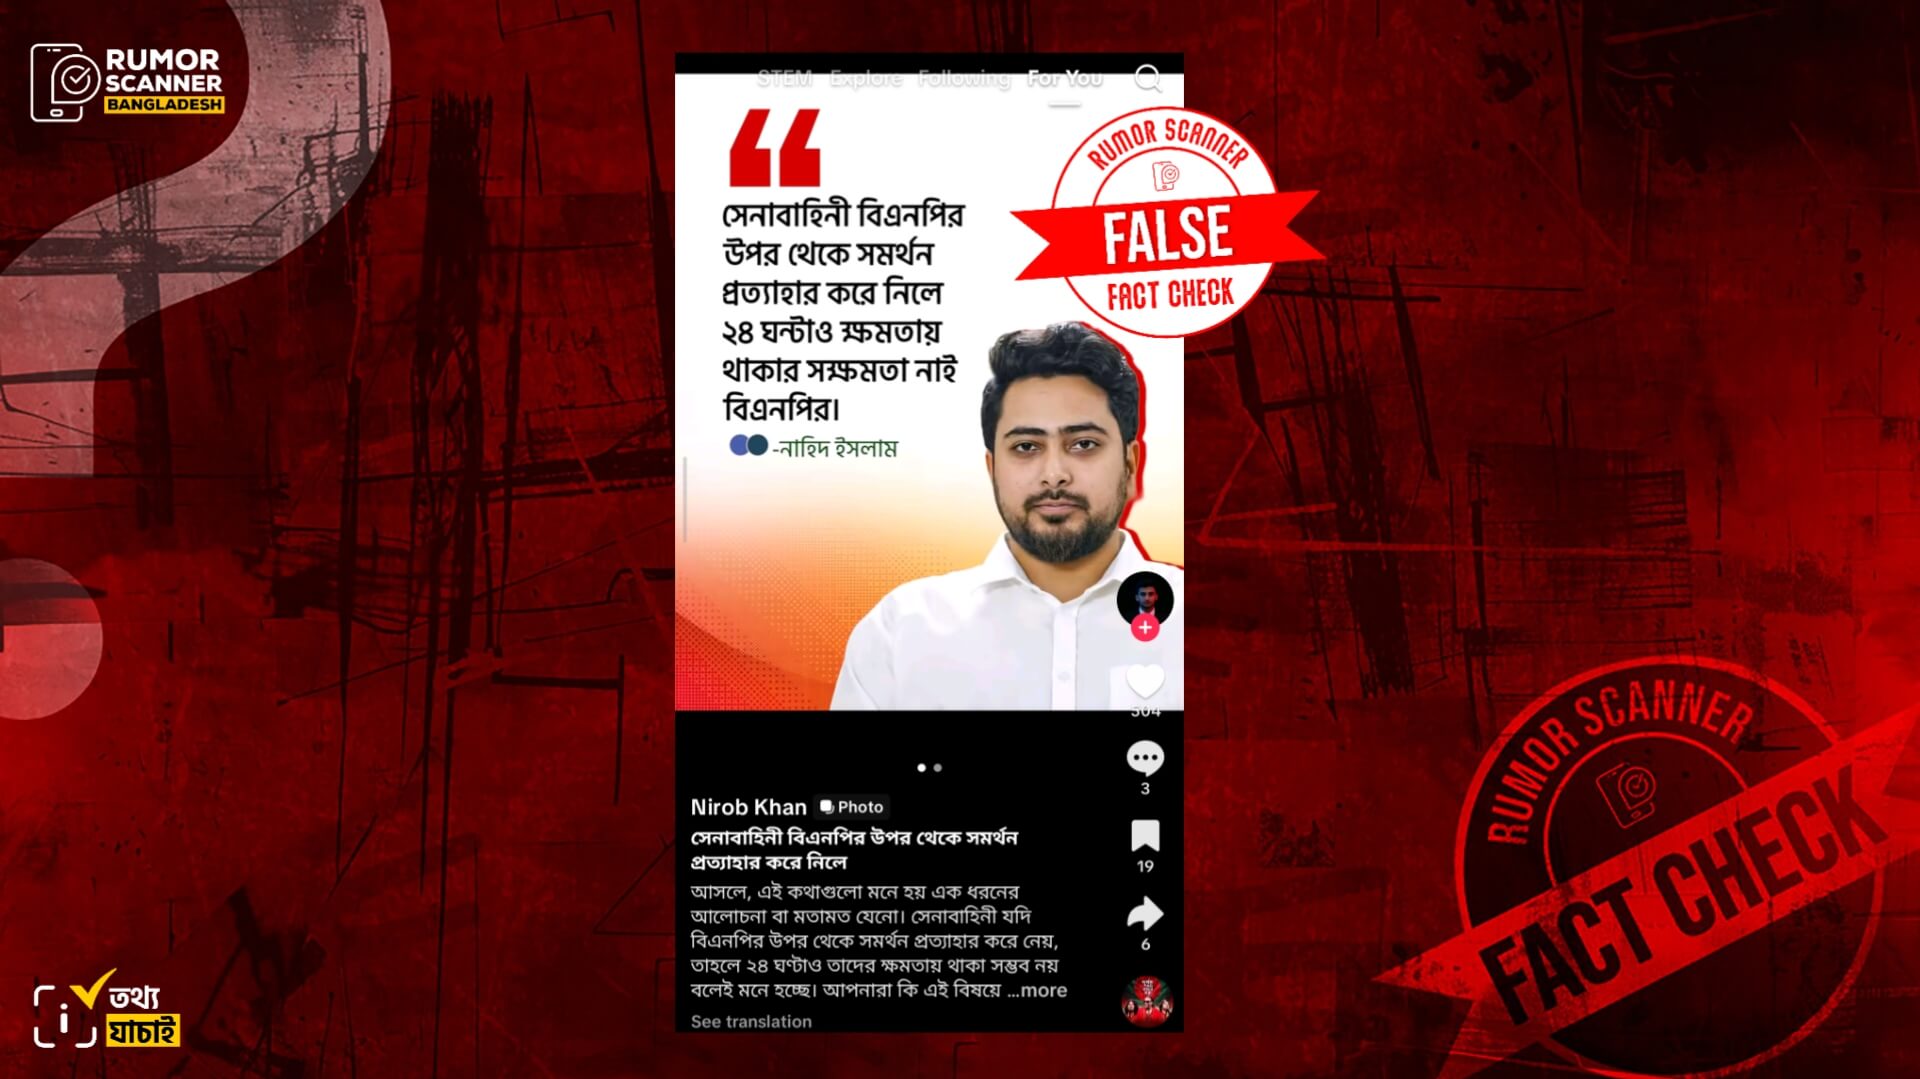 RUMOR
SCANNER
BANGLADESH
STEM Explore Following For You
“
সেনাবাহিনী বিএনপির
উপর থেকে সমর্থন
প্রত্যাহার করে নিলে
২৪ ঘন্টাও ক্ষমতায়
থাকার সক্ষমতা নাই
বিএনপির।
-নাহিদ ইসলাম
RUMOR SCANNER
FALSE
FACT CHECK
504
3
19
6
Nirob Khan Photo
সেনাবাহিনী বিএনপির উপর থেকে সমর্থন
প্রত্যাহার করে নিলে
আসলে, এই কথাগুলো মনে হয় এক ধরনের
আলোচনা বা মতামত যেনো। সেনাবাহিনী যদি
বিএনপির উপর থেকে সমর্থন প্রত্যাহার করে নেয়,
তাহলে ২৪ ঘণ্টাও তাদের ক্ষমতায় থাকা সম্ভব নয়
বলেই মনে হচ্ছে। আপনারা কি এই বিষয়ে ...more
See translation
RUMOR SCANNER
FACT CHECK
তথ্য
যাচাই